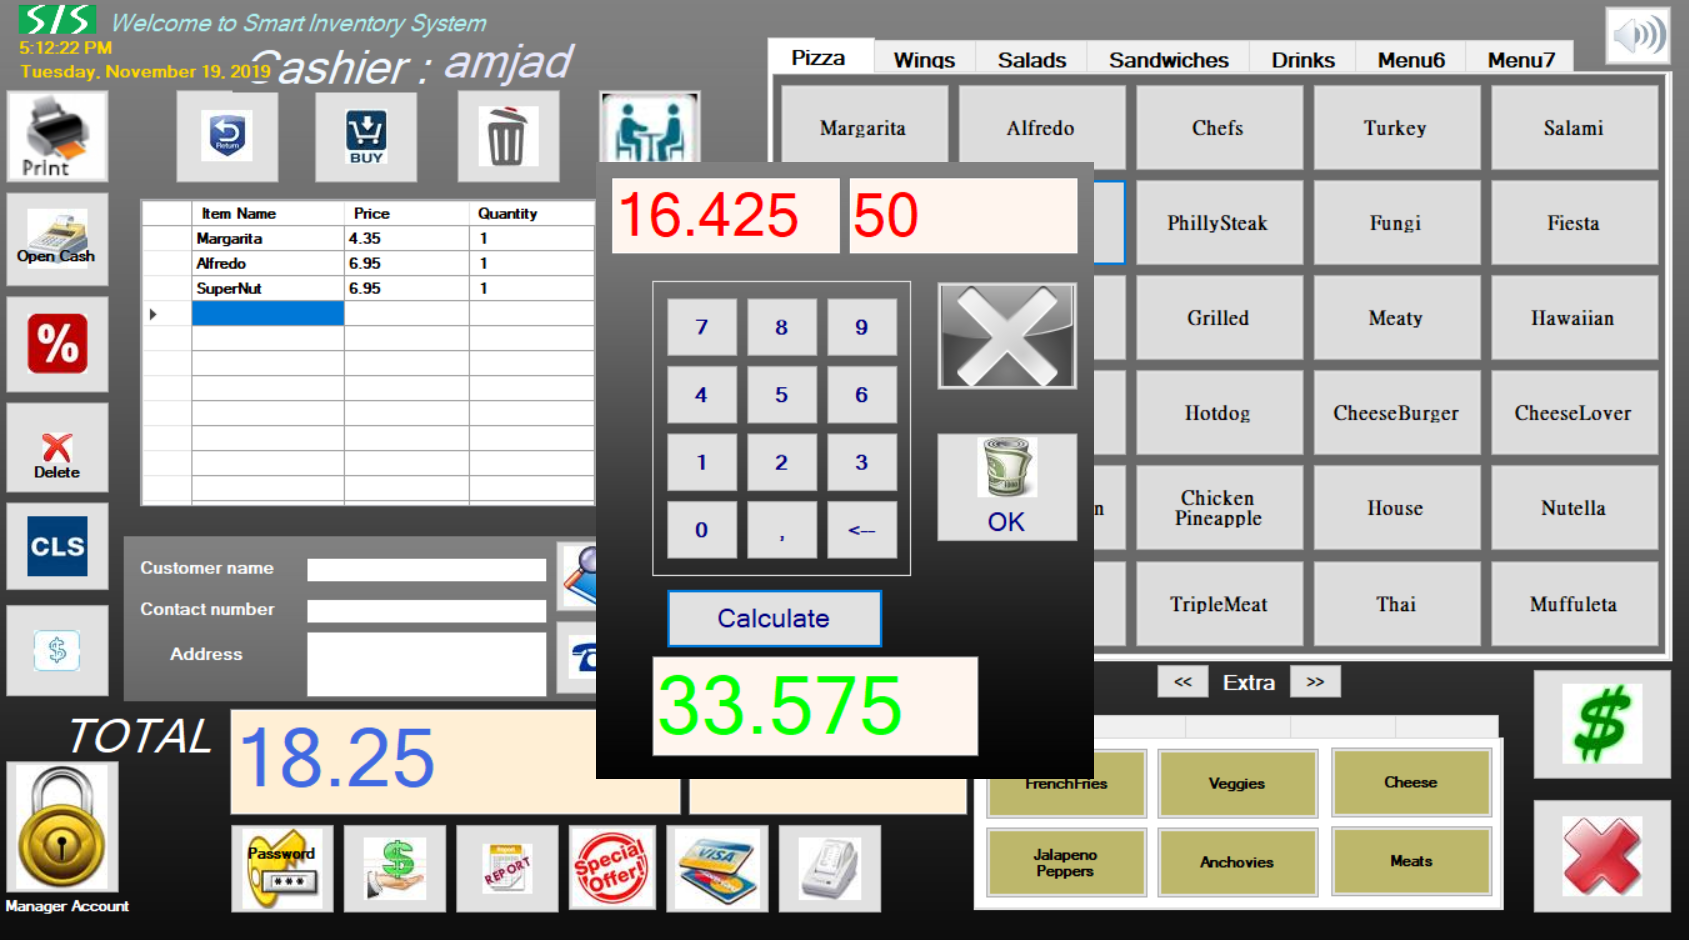 SIS Welcome to Smart Inventory System
5:12:22 PM
Tuesday, November 19, 2019
Cashier : amjad
Pizza Wings Salads Sandwiches Drinks Menu6 Menu7
Print
Return
BUY
Margarita Alfredo Chefs Turkey Salami
PhillySteak Fungi Fiesta
Grilled Meaty Hawaiian
Hotdog CheeseBurger CheeseLover
n Chicken Pineapple House Nutella
TripleMeat Thai Muffuleta
Open Cash
%
Delete
CLS
$
Item Name Price Quantity
Margarita 4.35 1
Alfredo 6.95 1
SuperNut 6.95 1
16.425 50
7 8 9
4 5 6
1 2 3
0 , <--
OK
Calculate
33.575
Customer name
Contact number
Address
<< Extra >>
TOTAL 18.25
$
FrenchFries Veggies Cheese
Jalapeno Peppers Anchovies Meats
Manager Account
Password
***
$
REPORT
Special Offer!
VISA